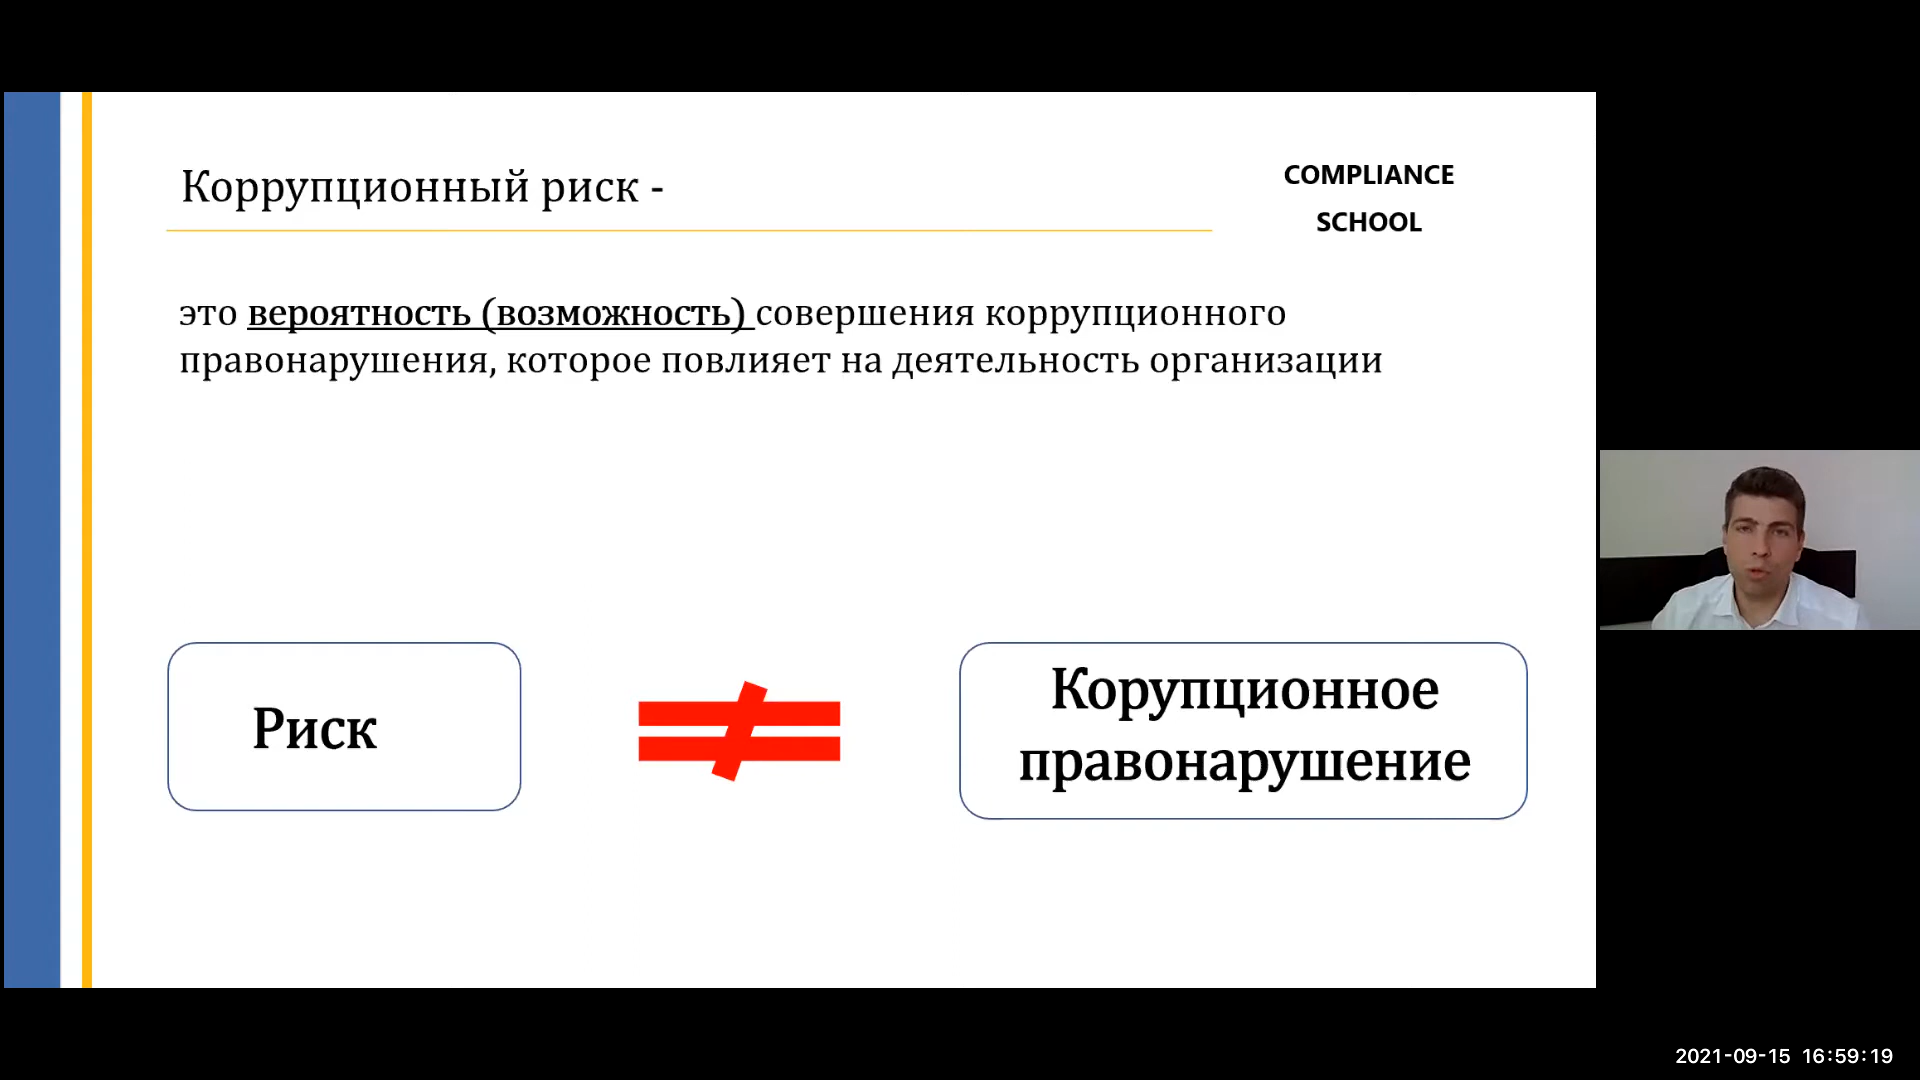 Коррупционный риск -
COMPLIANCE
SCHOOL
это вероятность (возможность) совершения коррупционного
правонарушения, которое повлияет на деятельность организации
Риск
Корупционное
правонарушение
2021-09-15 16:59:19